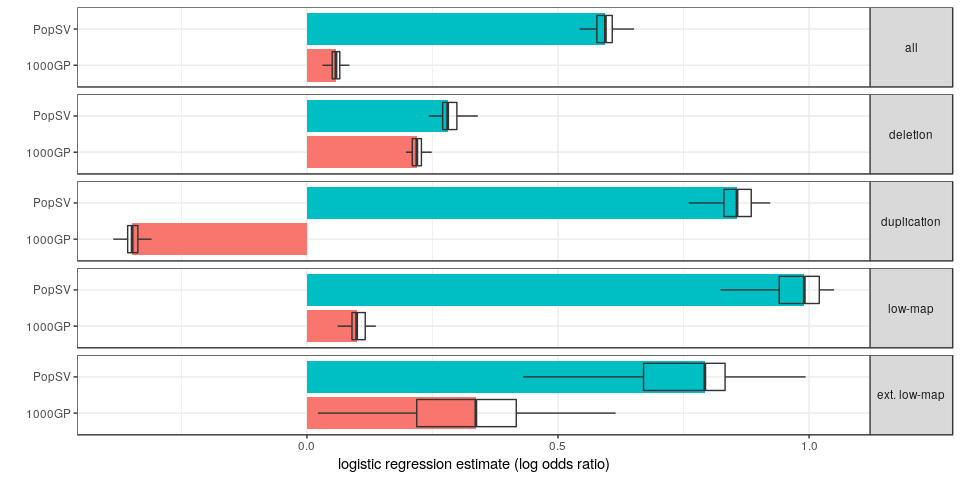 PopSV
1000GP
all
PopSV
1000GP
deletion
PopSV
1000GP
duplication
PopSV
1000GP
low-map
PopSV
1000GP
ext. low-map
0.0 0.5 1.0
logistic regression estimate (log odds ratio)